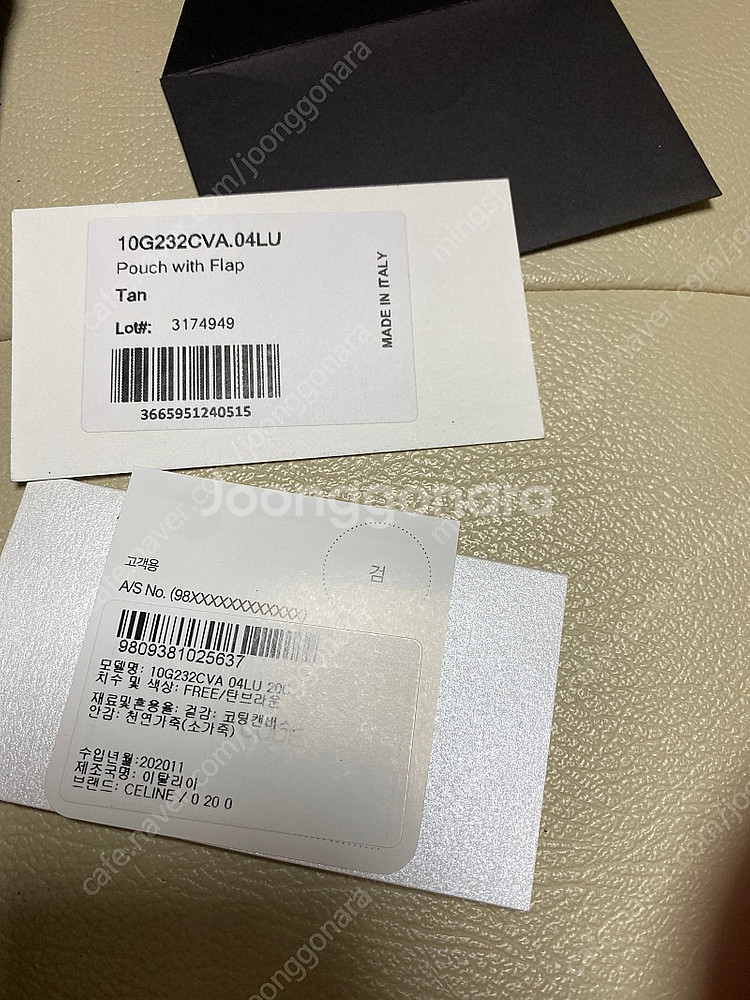 10G232CVA.04LU
Pouch with Flap
Tan
Lot#: 3174949
3665951240515
MADE IN ITALY
Joonggonara
고객용
검
A/S No. (98XXXXXXXXXXXX)
9809381025637
모델명: 10G232CVA 04LU 20C
치수 및 색상: FREE/탄브라운
재료및혼용율: 겉감: 코팅캔버스,
안감: 천연가죽(소가죽)
수입년월:202011
제조국명: 이탈리아
브랜드: CELINE / 0 20 0